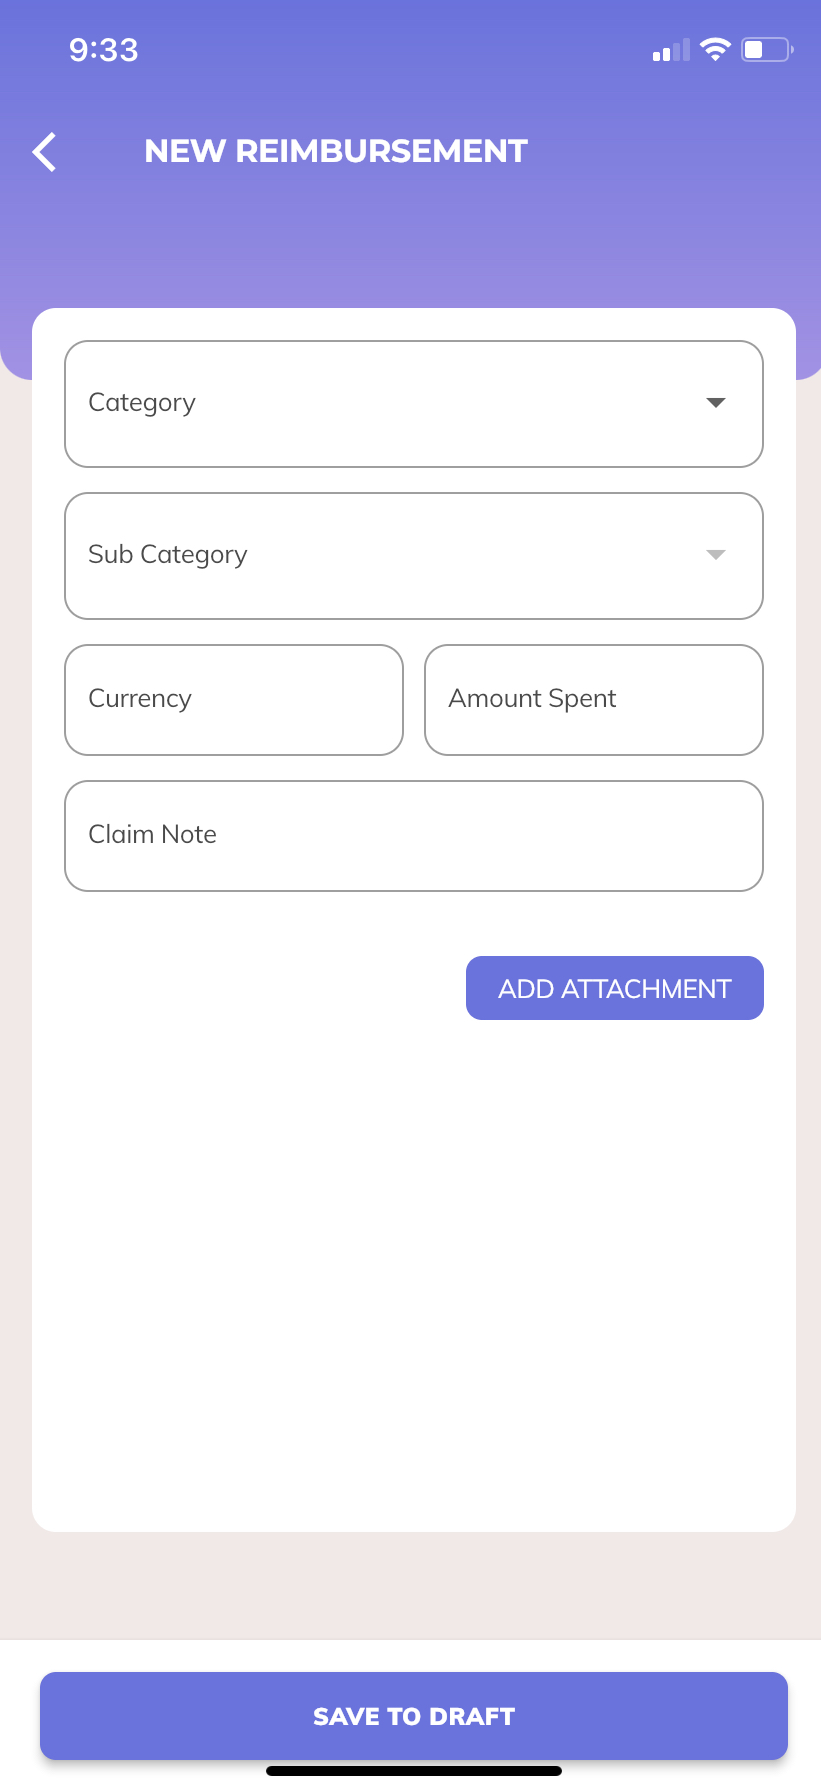 9:33
NEW REIMBURSEMENT
Category
Sub Category
Currency
Amount Spent
Claim Note
ADD ATTACHMENT
SAVE TO DRAFT